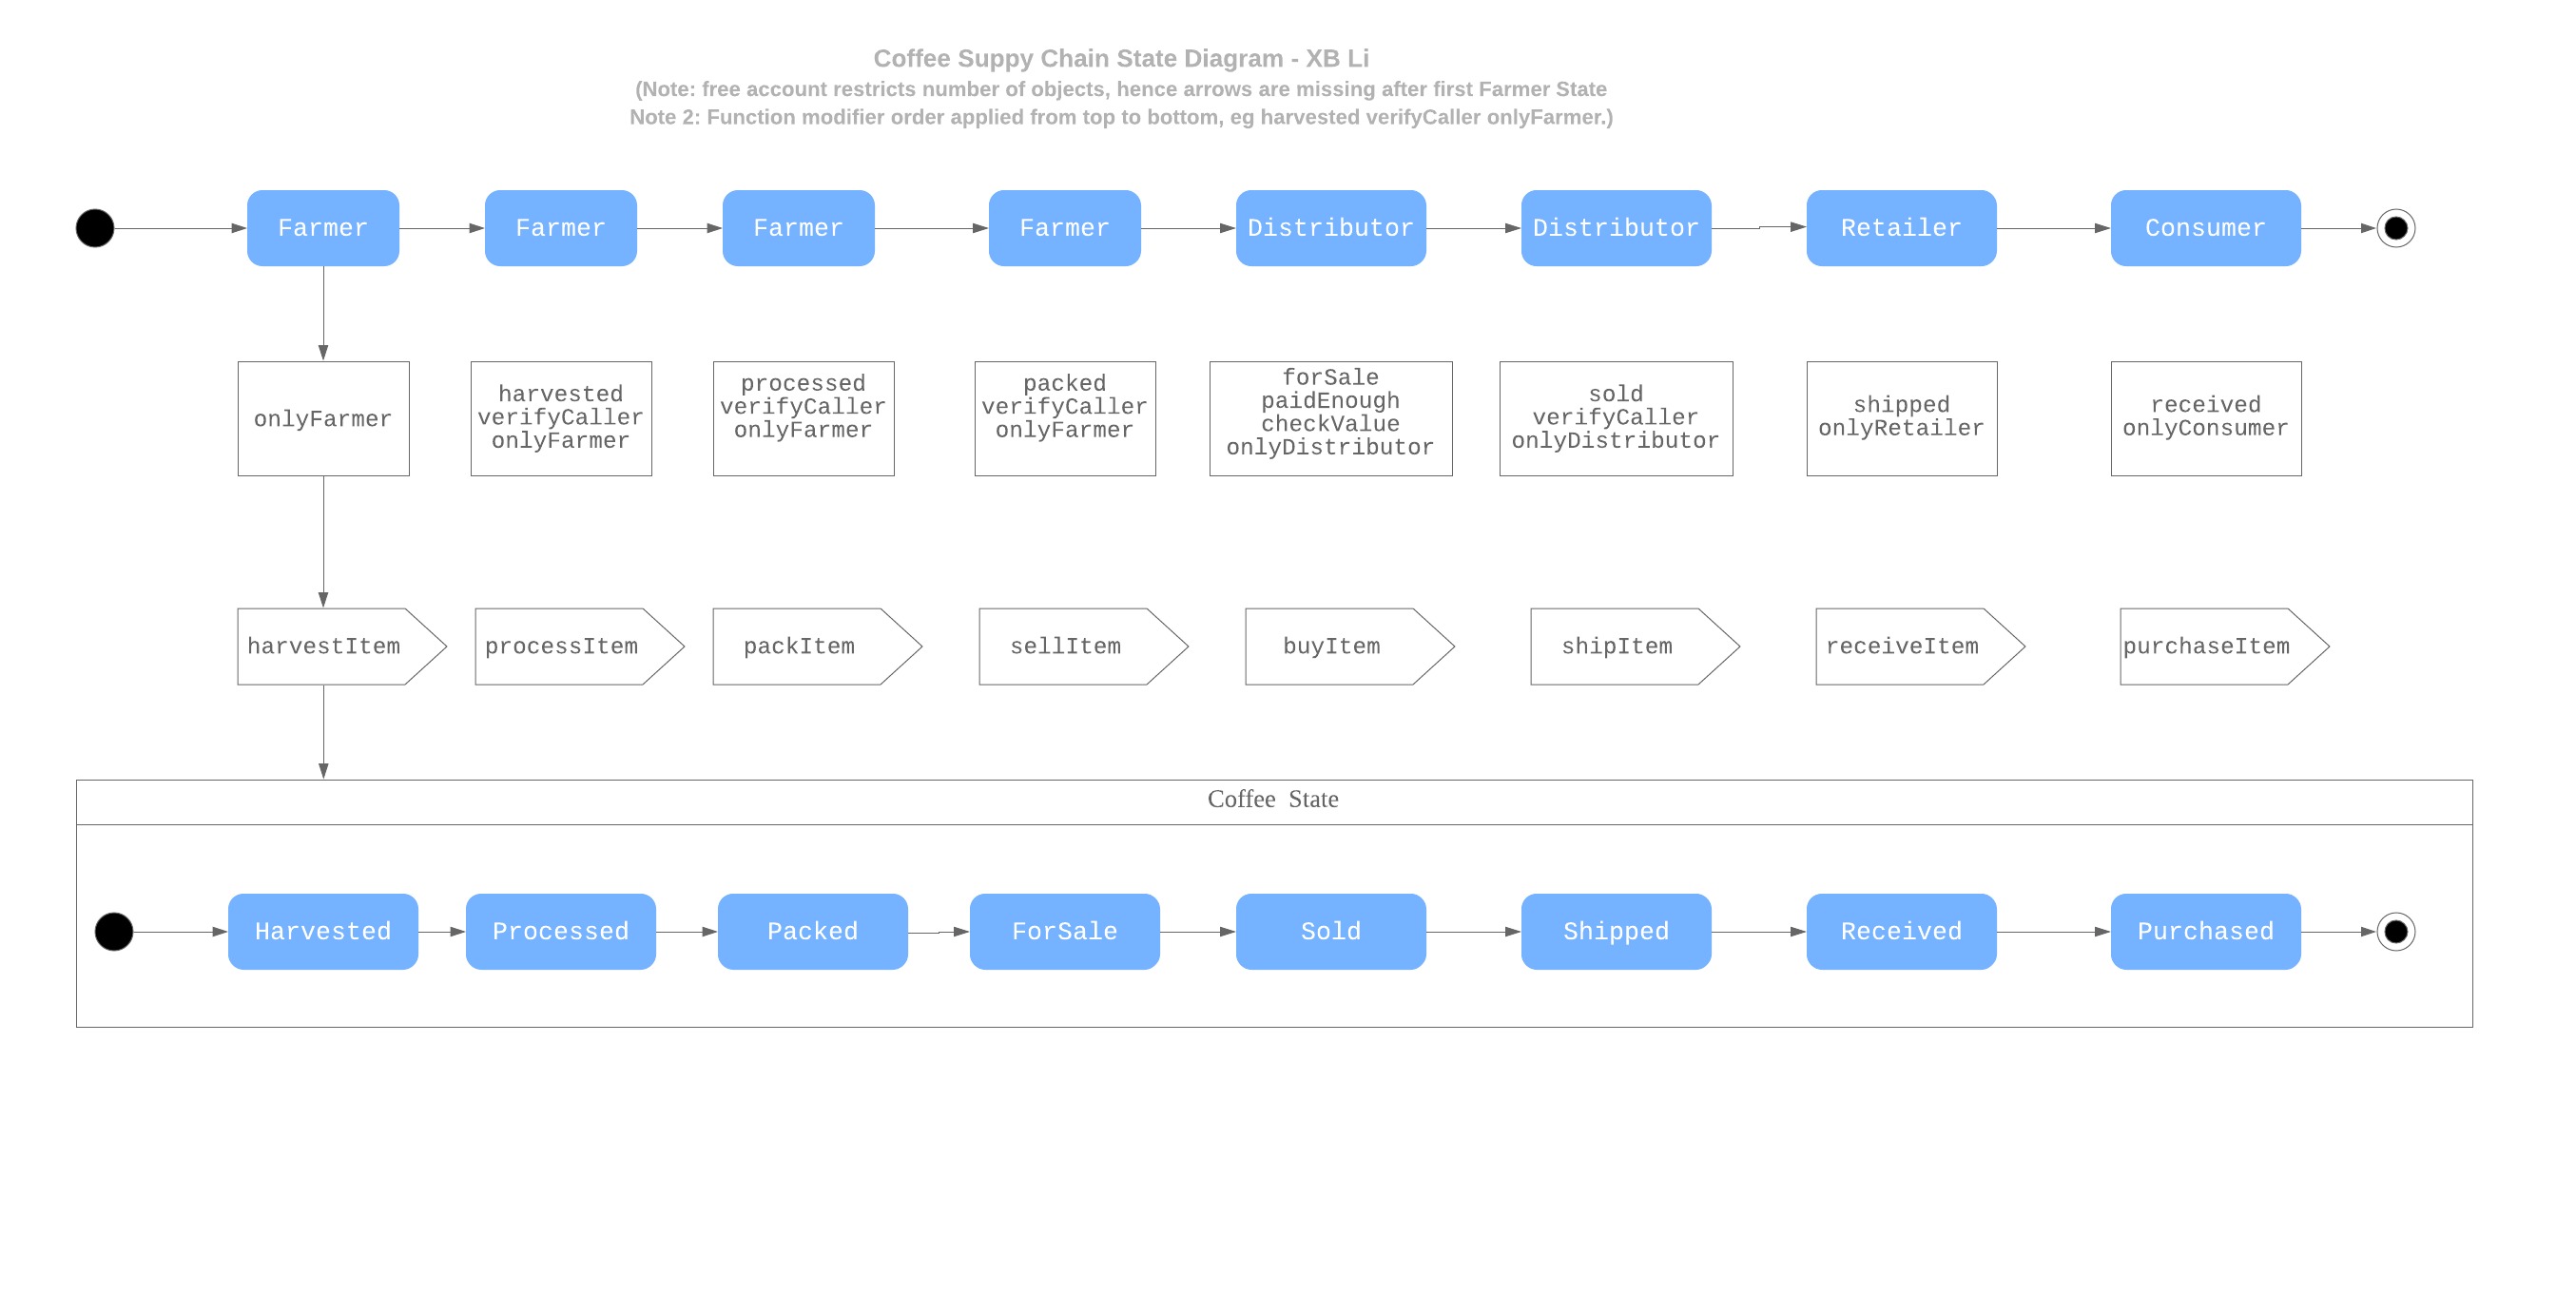 Coffee Suppy Chain State Diagram - XB Li
(Note: free account restricts number of objects, hence arrows are missing after first Farmer State
Note 2: Function modifier order applied from top to bottom, eg harvested verifyCaller onlyFarmer.)
Farmer
Farmer
Farmer
Farmer
Distributor
Distributor
Retailer
Consumer
onlyFarmer
harvested
verifyCaller
onlyFarmer
processed
verifyCaller
onlyFarmer
packed
verifyCaller
onlyFarmer
forSale
paidEnough
checkValue
onlyDistributor
sold
verifyCaller
onlyDistributor
shipped
onlyRetailer
received
onlyConsumer
harvestItem
processItem
packItem
sellItem
buyItem
shipItem
receiveItem
purchaseItem
Coffee State
Harvested
Processed
Packed
ForSale
Sold
Shipped
Received
Purchased